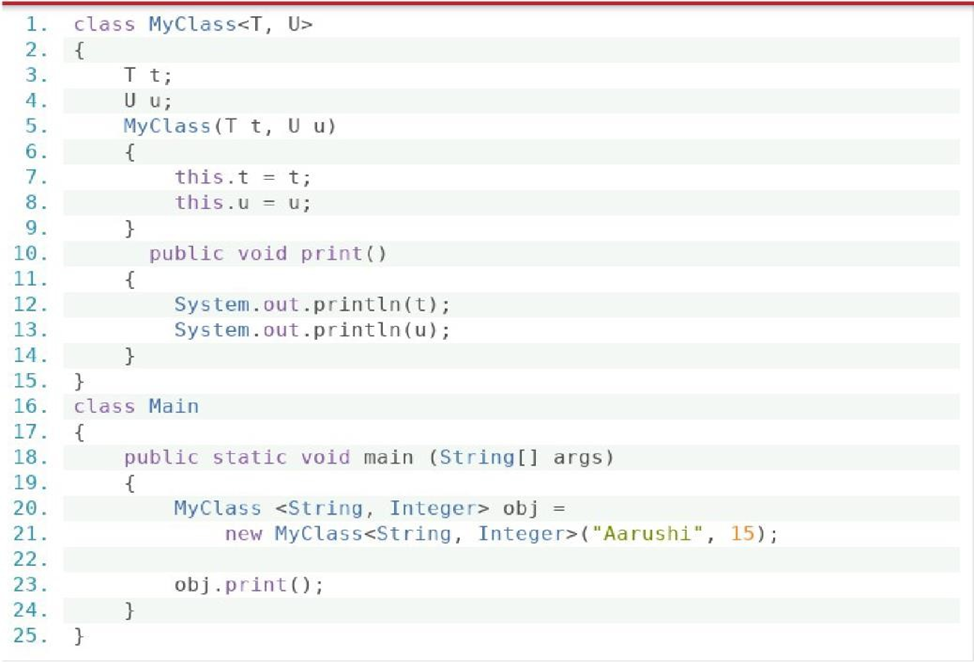 1. class MyClass<T, U>
2. {
3.     T t;
4.     U u;
5.     MyClass(T t, U u)
6.     {
7.         this.t = t;
8.         this.u = u;
9.     }
10.       public void print()
11.     {
12.         System.out.println(t);
13.         System.out.println(u);
14.     }
15. }
16. class Main
17. {
18.     public static void main (String[] args)
19.     {
20.         MyClass <String, Integer> obj =
21.             new MyClass<String, Integer>("Aarushi", 15);
22.
23.         obj.print();
24.     }
25. }